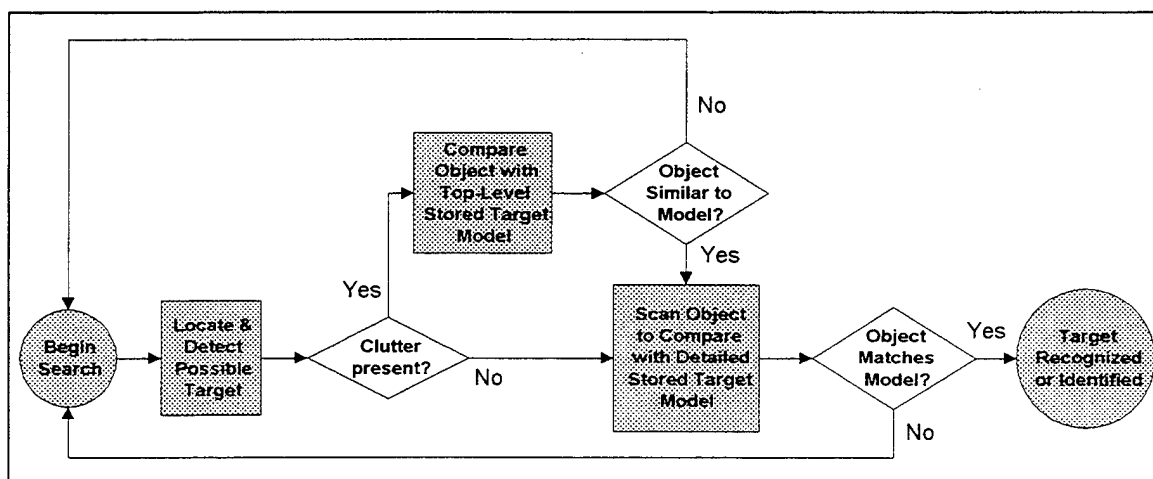 No
Compare
Object with
Top-Level
Stored Target
Model
Object
Similar to
Model?
Yes
Yes
Begin
Search
Locate &
Detect
Possible
Target
Clutter
present?
No
Scan Object
to Compare
with Detailed
Stored Target
Model
Object
Matches
Model?
Yes
No
Target
Recognized
or Identified